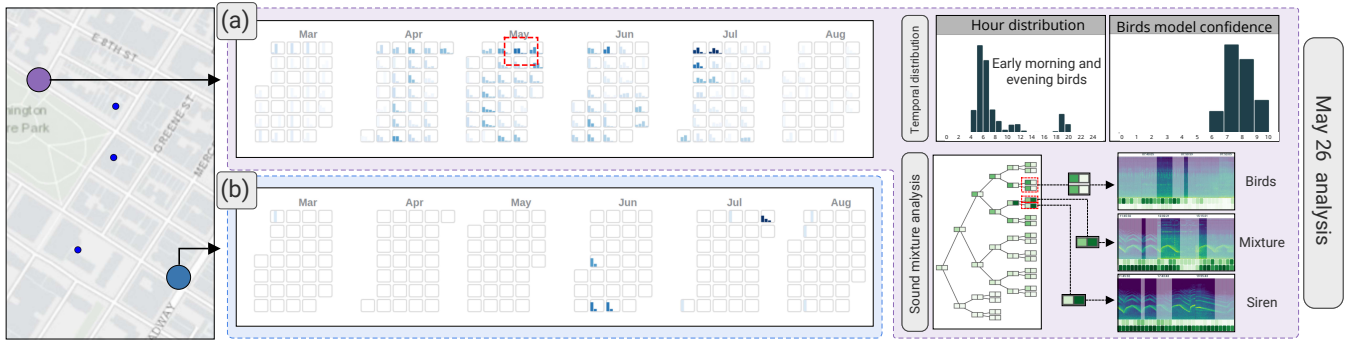 E 8TH ST
nington
re Park
GREENE ST
MERC
ADWAY
(a)
Mar Apr May Jun Jul Aug
(b)
Mar Apr May Jun Jul Aug
Temporal distribution
Hour distribution
Early morning and
evening birds
0 2 4 6 8 10 12 14 16 18 20 22 24
Birds model confidence
0 1 2 3 4 5 6 7 8 9 10
Sound mixture analysis
Birds
Mixture
Siren
May 26 analysis